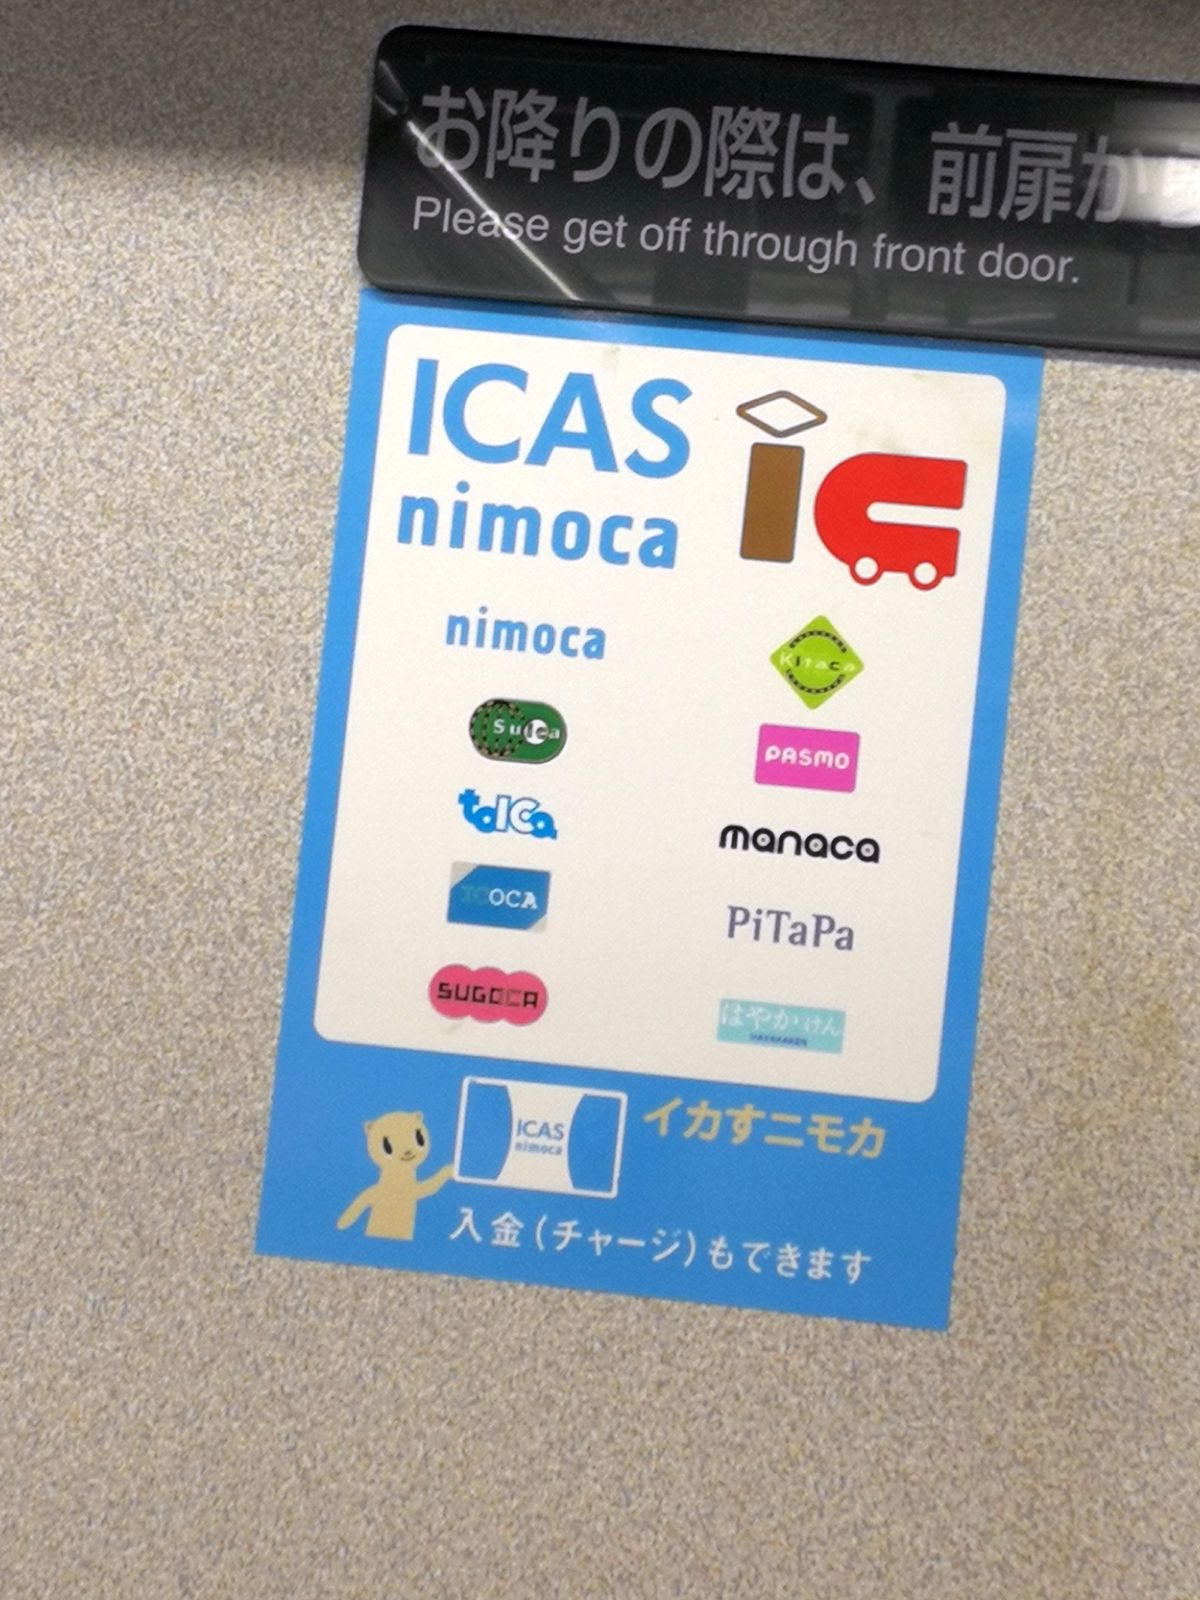 お降りの際は、前扉か
Please get off through front door.
ICAS
nimoca
nimoca
Kitaca
Suica
PASMO
TOICA
manaca
ICOCA
PiTaPa
SUGOCA
はやかけん
HAYAKAKEN
ICAS
nimoca
イカすニモカ
入金(チャージ)もできます